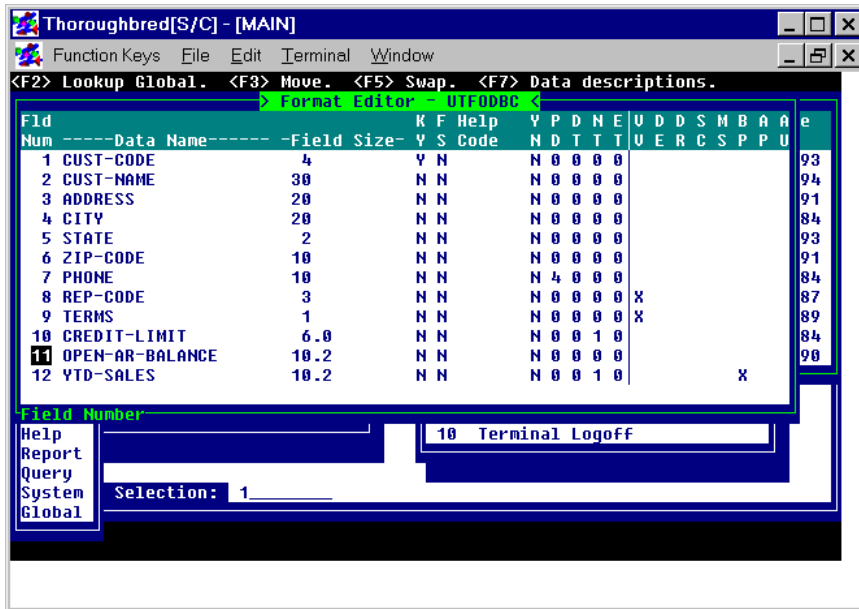 Thoroughbred[S/C] - [MAIN]
Function Keys File Edit Terminal Window
<F2> Lookup Global. <F3> Move. <F5> Swap. <F7> Data descriptions.
> Format Editor - UTFODBC <
Fld K F Help Y P D N E V D D S M B A A e
Num -----Data Name------ -Field Size- Y S Code N D T T T V E R C S P P U
1 CUST-CODE 4 Y N N 0 0 0 0 93
2 CUST-NAME 30 N N N 0 0 0 0 94
3 ADDRESS 20 N N N 0 0 0 0 91
4 CITY 20 N N N 0 0 0 0 84
5 STATE 2 N N N 0 0 0 0 93
6 ZIP-CODE 10 N N N 0 0 0 0 91
7 PHONE 10 N N N 4 0 0 0 84
8 REP-CODE 3 N N N 0 0 0 0 X 87
9 TERMS 1 N N N 0 0 0 0 X 89
10 CREDIT-LIMIT 6.0 N N N 0 0 1 0 84
11 OPEN-AR-BALANCE 10.2 N N N 0 0 0 0 90
12 YTD-SALES 10.2 N N N 0 0 1 0 X
Field Number
Help 10 Terminal Logoff
Report
Query
System Selection: 1_________
Global